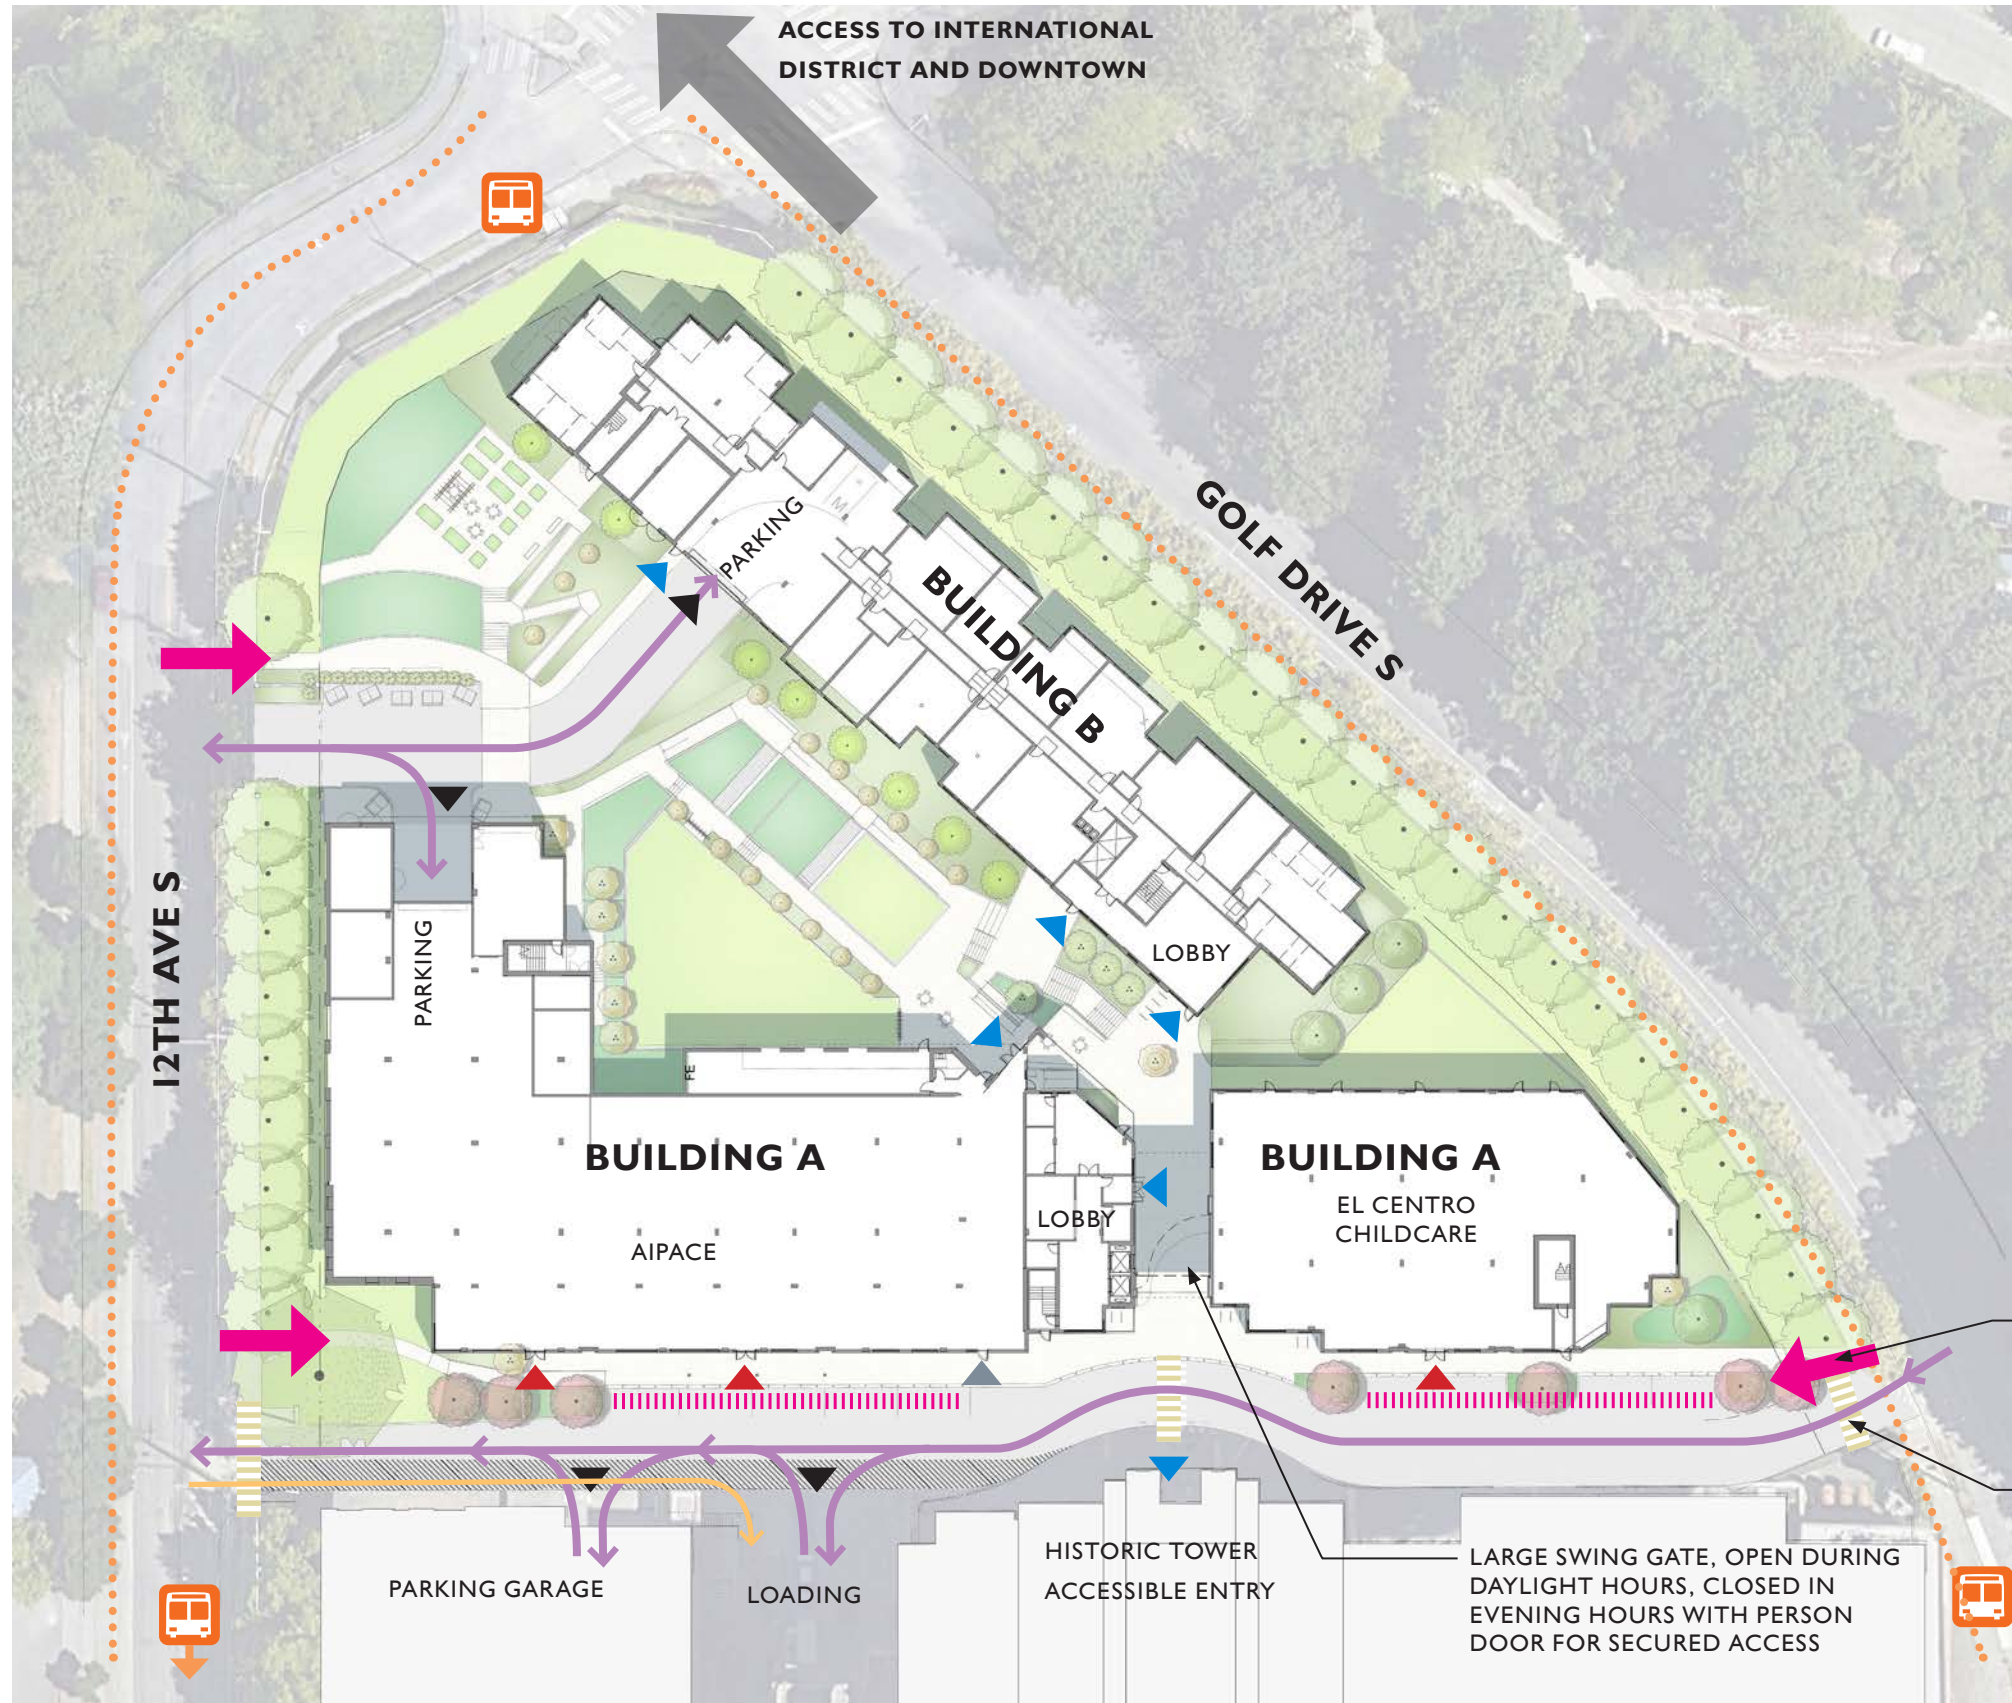 ACCESS TO INTERNATIONAL
DISTRICT AND DOWNTOWN
GOLF DRIVE S
PARKING
M
BUILDING B
12TH AVE S
PARKING
LOBBY
FE
BUILDING A
AIPACE
LOBBY
BUILDING A
EL CENTRO
CHILDCARE
PARKING GARAGE
LOADING
HISTORIC TOWER
ACCESSIBLE ENTRY
LARGE SWING GATE, OPEN DURING
DAYLIGHT HOURS, CLOSED IN
EVENING HOURS WITH PERSON
DOOR FOR SECURED ACCESS